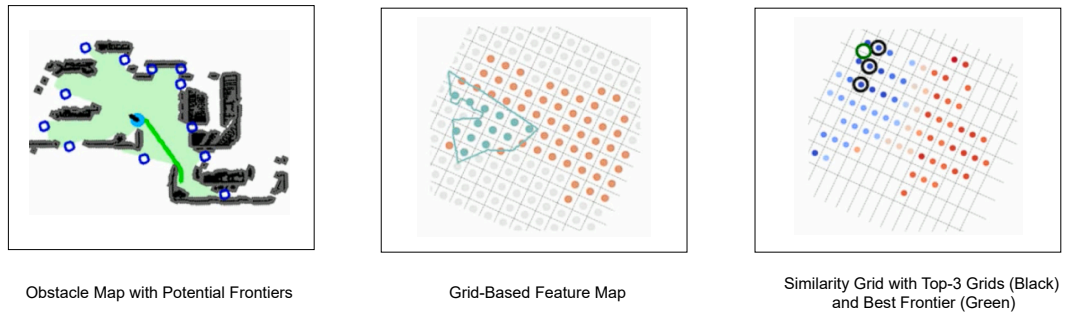 Obstacle Map with Potential Frontiers
Grid-Based Feature Map
Similarity Grid with Top-3 Grids (Black)
and Best Frontier (Green)